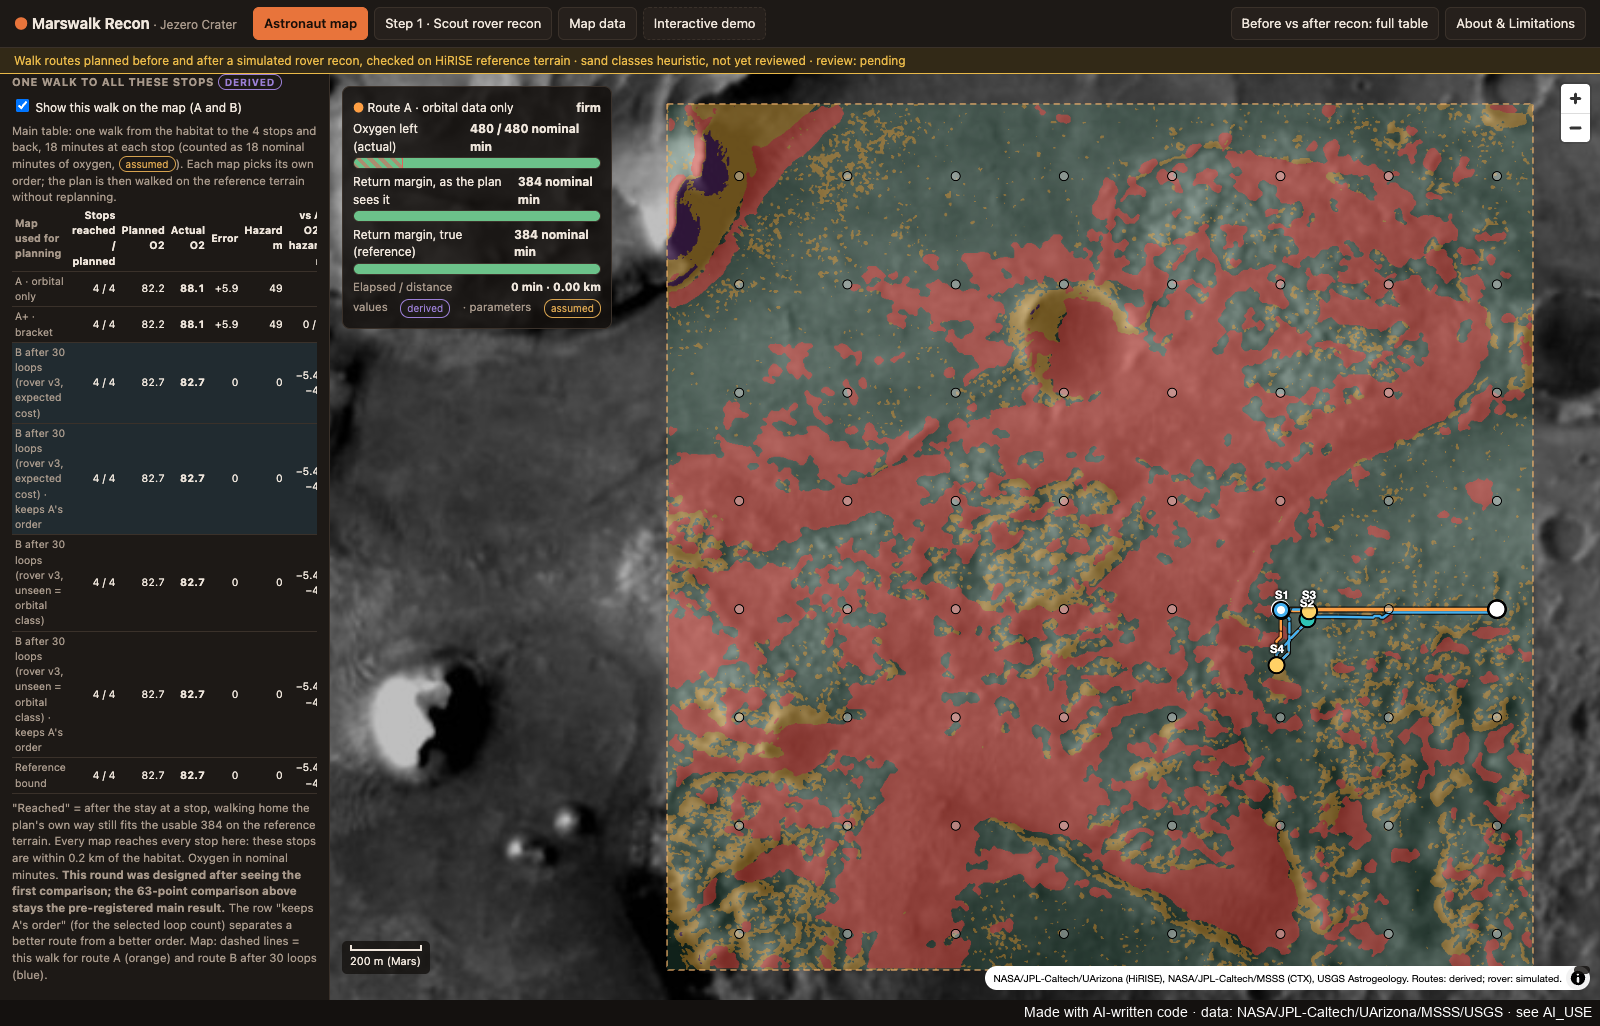 Marswalk Recon · Jezero Crater
Astronaut map
Step 1 · Scout rover recon
Map data
Interactive demo
Before vs after recon: full table
About & Limitations
Walk routes planned before and after a simulated rover recon, checked on HiRISE reference terrain · sand classes heuristic, not yet reviewed · review: pending
ONE WALK TO ALL THESE STOPS DERIVED
Show this walk on the map (A and B)
Main table: one walk from the habitat to the 4 stops and
back, 18 minutes at each stop (counted as 18 nominal
minutes of oxygen, assumed). Each map picks its own
order; the plan is then walked on the reference terrain
without replanning.
Map used for planning
Stops reached / planned
Planned O2
Actual O2
Error
Hazard m
vs
A · orbital only 4 / 4 82.2 88.1 +5.9 49
A+ · bracket 4 / 4 82.2 88.1 +5.9 49 0 /
B after 30 loops (rover v3, expected cost) 4 / 4 82.7 82.7 0 0 −5.4
B after 30 loops (rover v3, expected cost) · keeps A's order 4 / 4 82.7 82.7 0 0 −5.4
B after 30 loops (rover v3, unseen = orbital class) 4 / 4 82.7 82.7 0 0 −5.4
B after 30 loops (rover v3, unseen = orbital class) · keeps A's order 4 / 4 82.7 82.7 0 0 −5.4
Reference bound 4 / 4 82.7 82.7 0 0 −5.4
"Reached" = after the stay at a stop, walking home the
plan's own way still fits the usable 384 on the reference
terrain. Every map reaches every stop here: these stops
are within 0.2 km of the habitat. Oxygen in nominal
minutes. This round was designed after seeing the
first comparison; the 63-point comparison above
stays the pre-registered main result. The row "keeps
A's order" (for the selected loop count) separates a
better route from a better order. Map: dashed lines =
this walk for route A (orange) and route B after 30 loops
(blue).
Route A · orbital data only firm
Oxygen left (actual) 480 / 480 nominal min
Return margin, as the plan sees it 384 nominal min
Return margin, true (reference) 384 nominal min
Elapsed / distance 0 min · 0.00 km
values derived · parameters assumed
+
−
S1
S3
S2
S4
200 m (Mars)
NASA/JPL-Caltech/UArizona (HiRISE), NASA/JPL-Caltech/MSSS (CTX), USGS Astrogeology. Routes: derived; rover: simulated.
Made with AI-written code · data: NASA/JPL-Caltech/UArizona/MSSS/USGS · see AI_USE